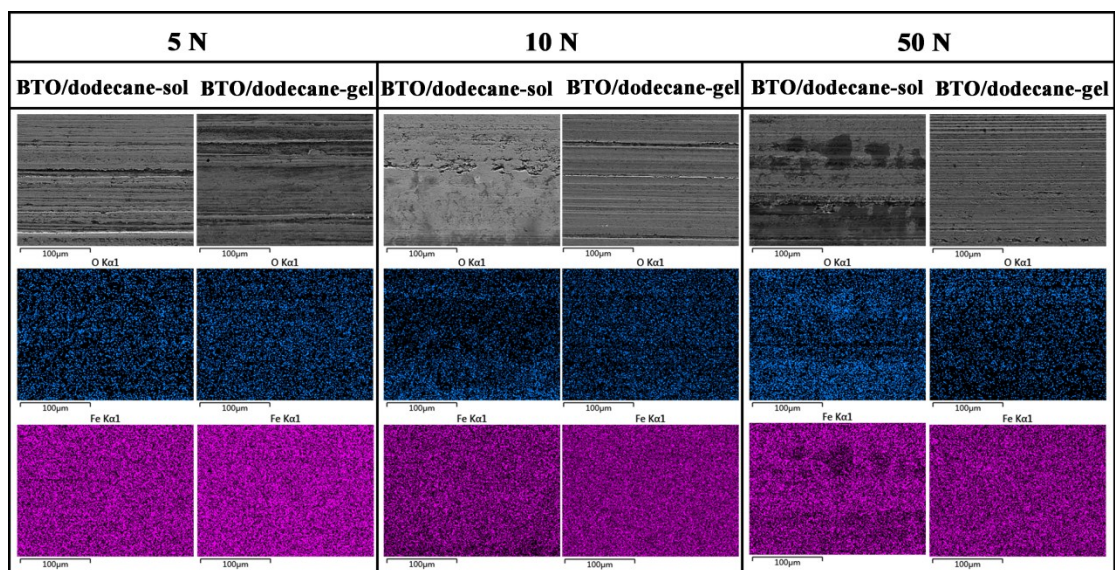 5 N 10 N 50 N
BTO/dodecane-sol BTO/dodecane-gel BTO/dodecane-sol BTO/dodecane-gel BTO/dodecane-sol BTO/dodecane-gel
100µm 100µm 100µm 100µm 100µm 100µm
O Kα1 O Kα1 O Kα1 O Kα1 O Kα1 O Kα1
100µm 100µm 100µm 100µm 100µm 100µm
Fe Kα1 Fe Kα1 Fe Kα1 Fe Kα1 Fe Kα1 Fe Kα1
100µm 100µm 100µm 100µm 100µm 100µm